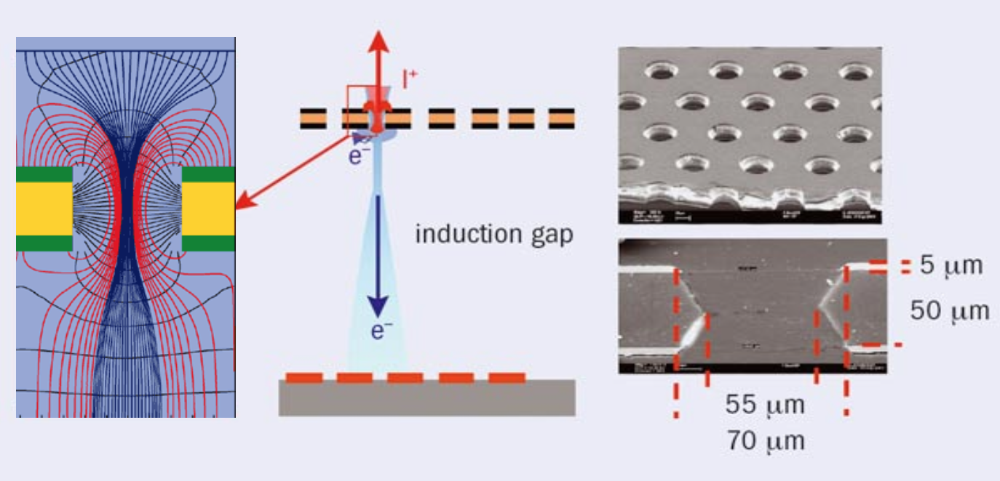 I⁺
e⁻
induction gap
e⁻
5 µm
50 µm
55 µm
70 µm